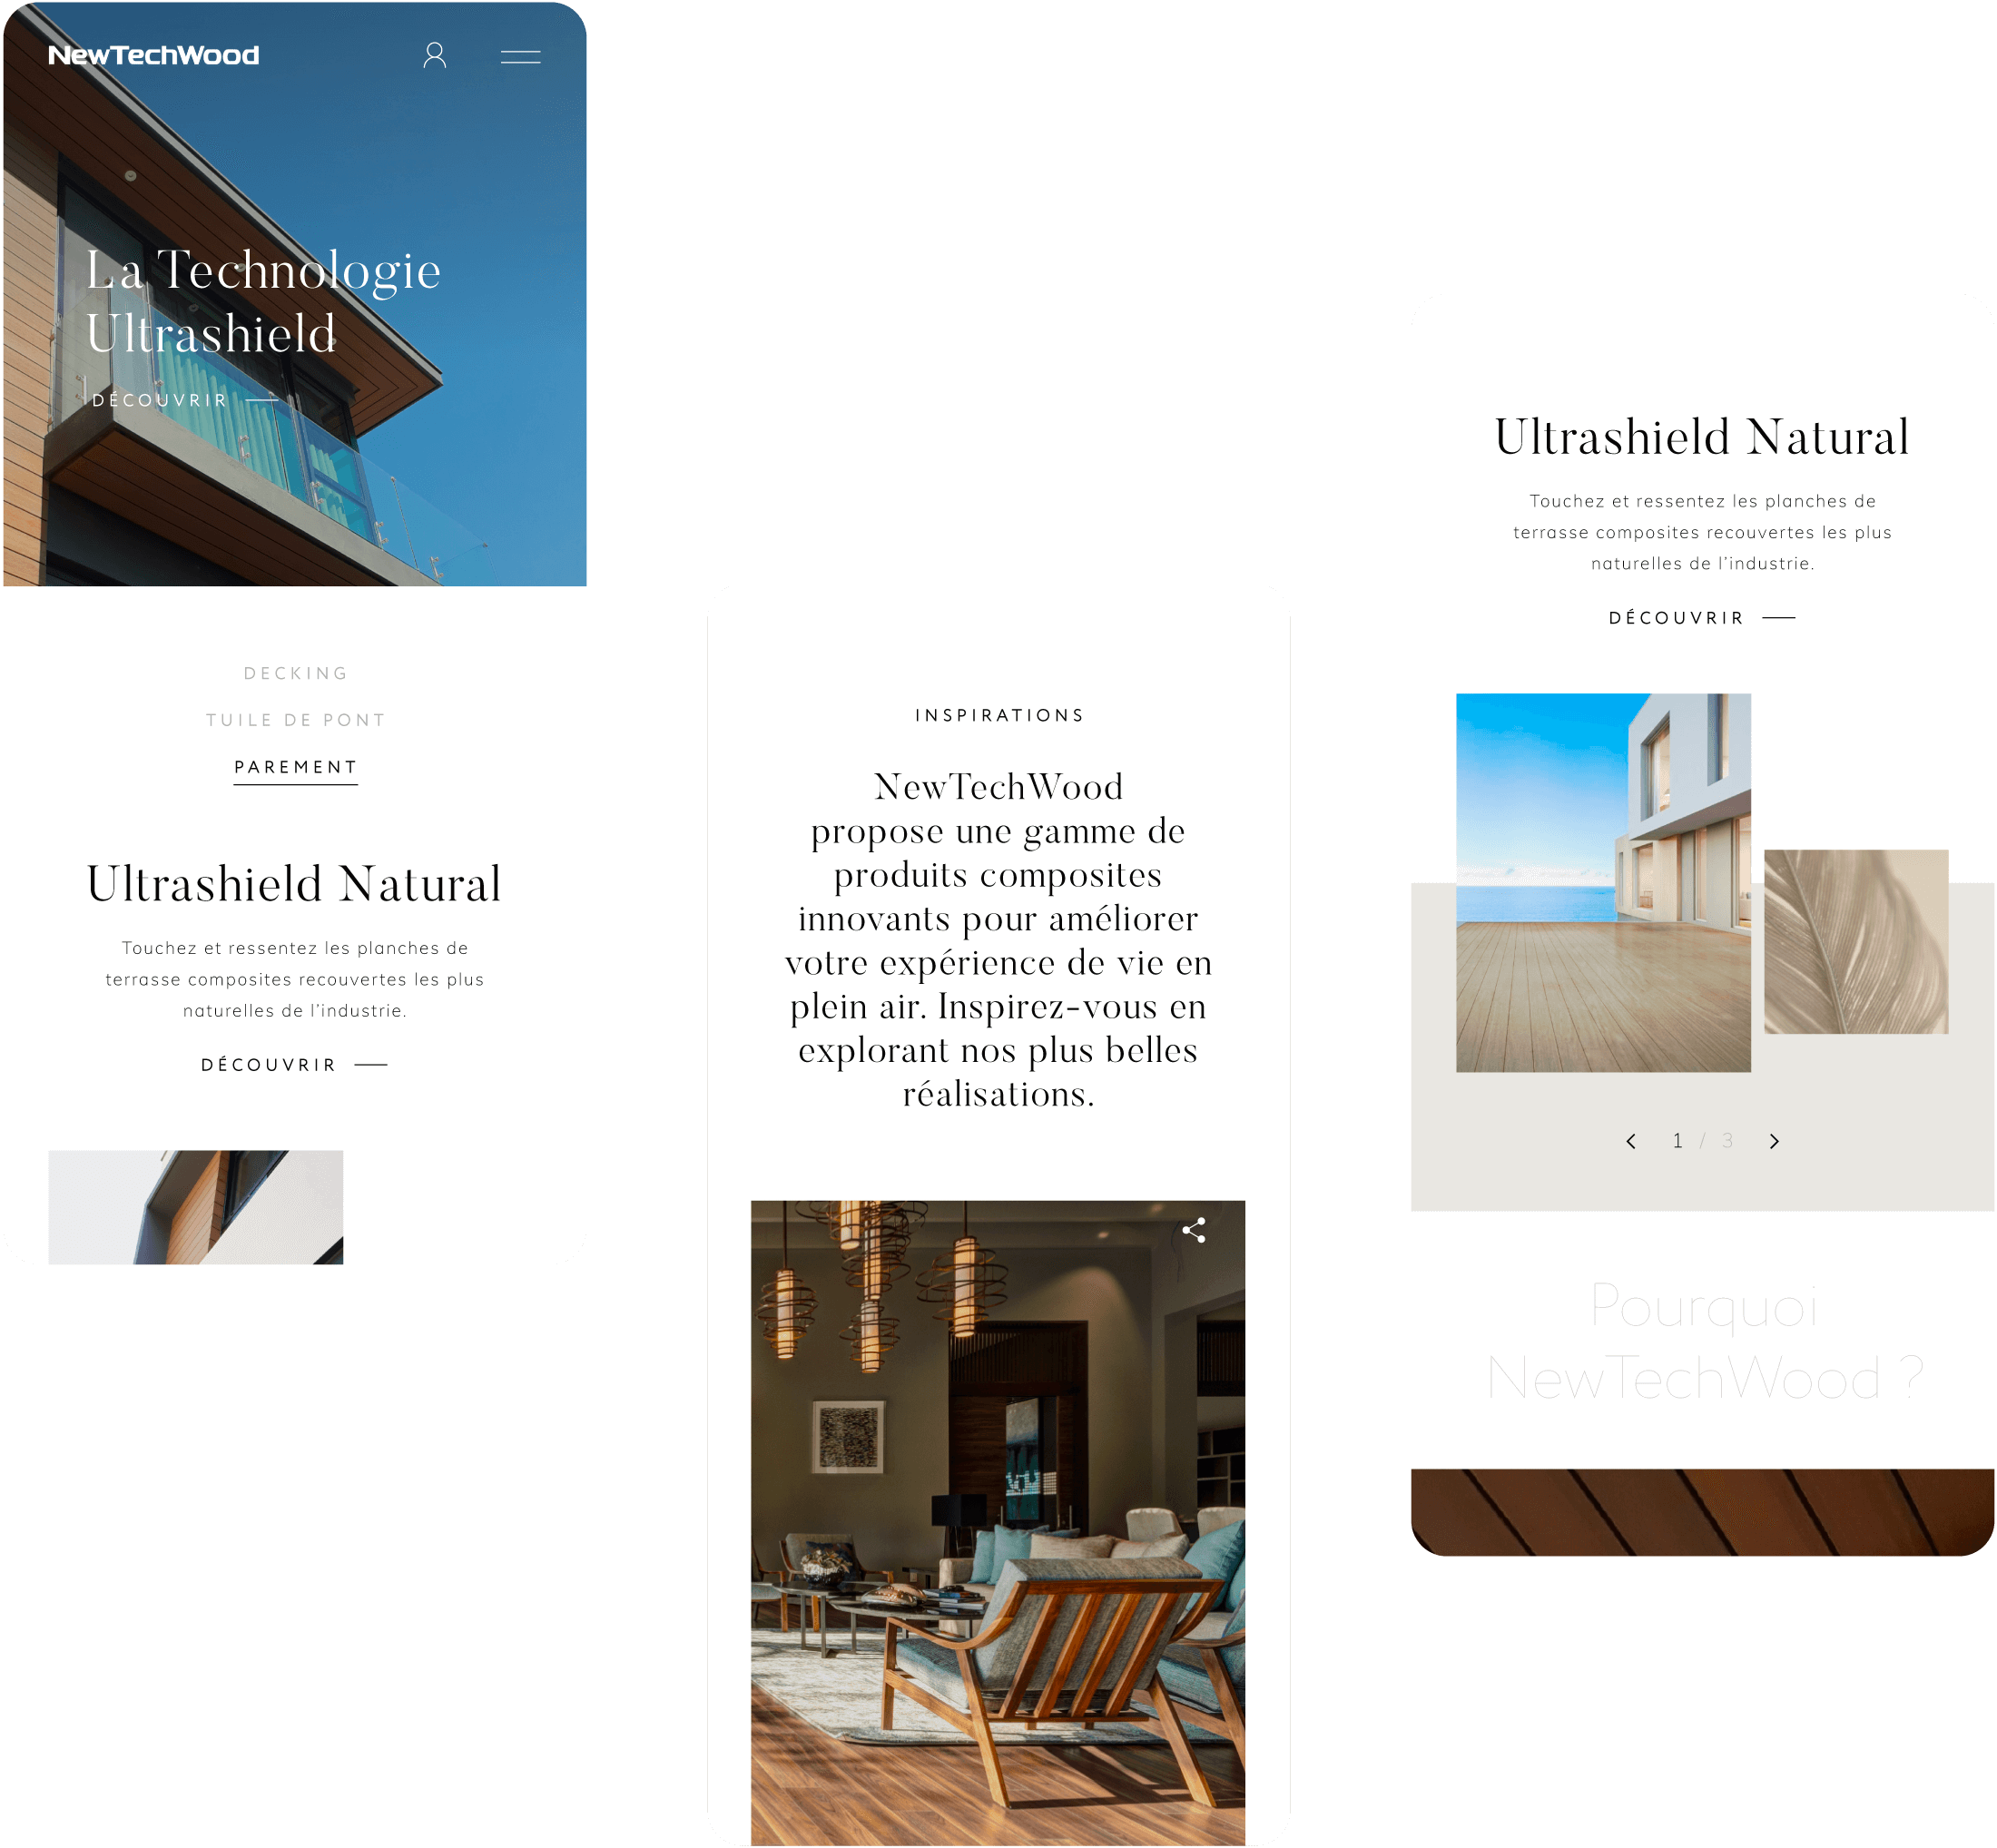 NewTechWood
La Technologie
Ultrashield
DÉCOUVRIR
DECKING
TUILE DE PONT
PAREMENT
Ultrashield Natural
Touchez et ressentez les planches de
terrasse composites recouvertes les plus
naturelles de l’industrie.
DÉCOUVRIR
INSPIRATIONS
NewTechWood
propose une gamme de
produits composites
innovants pour améliorer
votre expérience de vie en
plein air. Inspirez-vous en
explorant nos plus belles
réalisations.
Ultrashield Natural
Touchez et ressentez les planches de
terrasse composites recouvertes les plus
naturelles de l’industrie.
DÉCOUVRIR
1 / 3
Pourquoi
NewTechWood ?